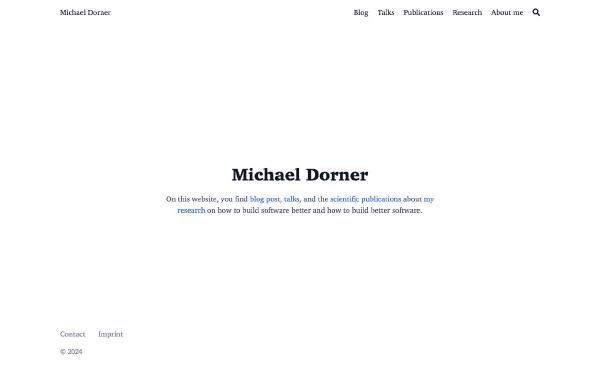 Michael Dorner
Blog Talks Publications Research About me
Michael Dorner
On this website, you find blog post, talks, and the scientific publications about my
research on how to build software better and how to build better software.
Contact Imprint
© 2024